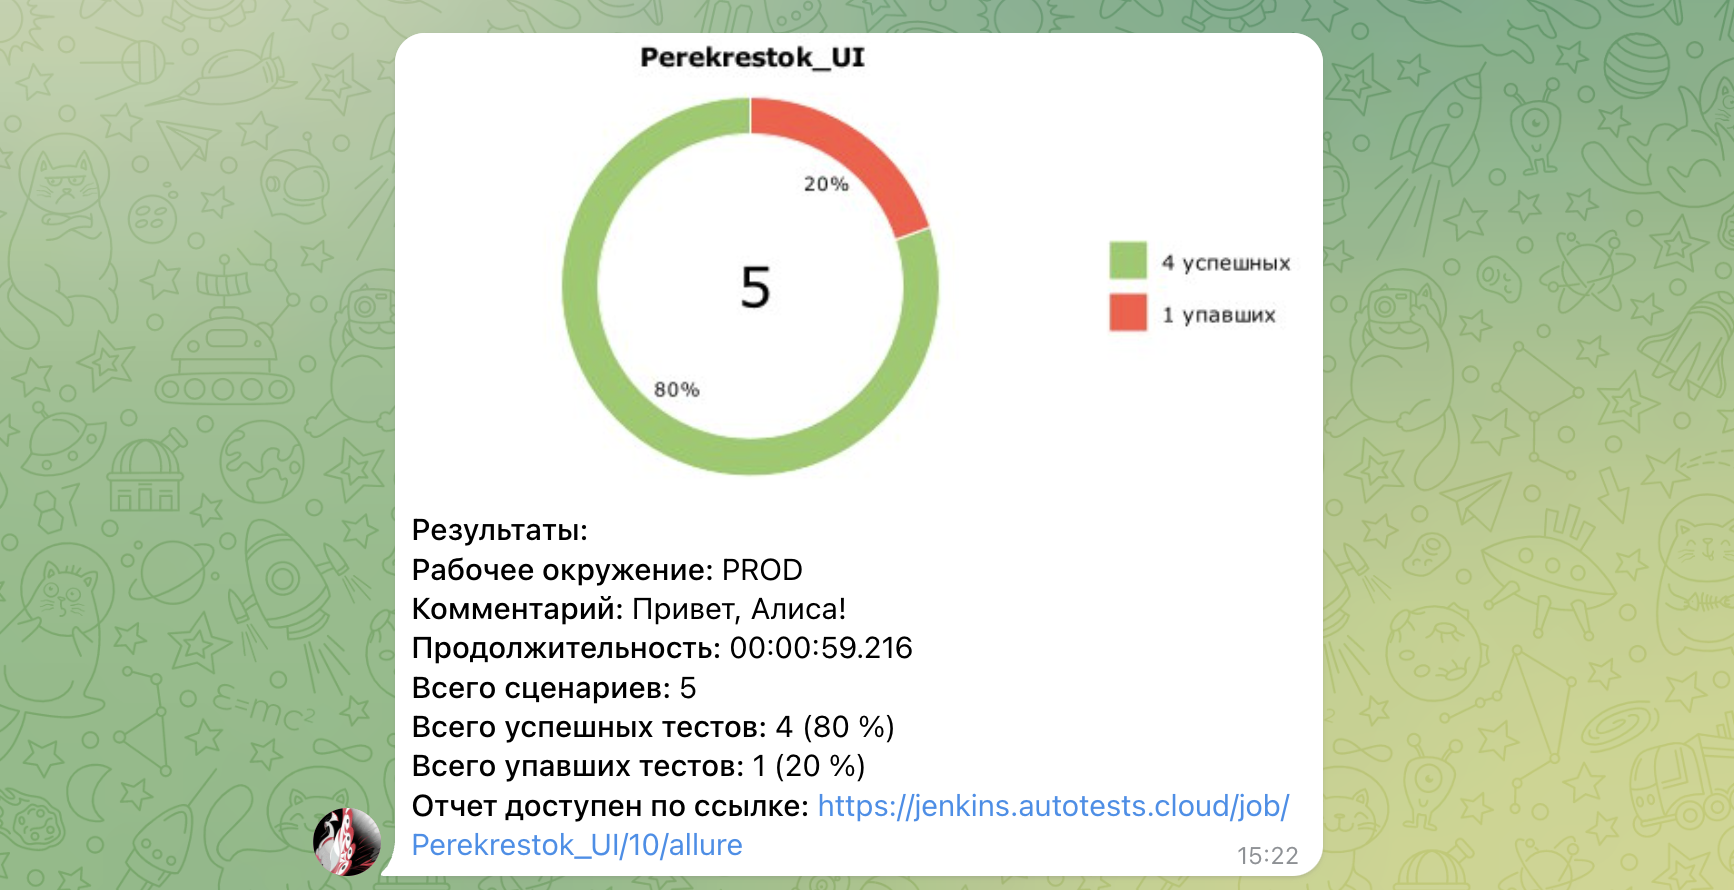 Perekrestok_UI
20%
5
80%
4 успешных
1 упавших
Результаты:
Рабочее окружение: PROD
Комментарий: Привет, Алиса!
Продолжительность: 00:00:59.216
Всего сценариев: 5
Всего успешных тестов: 4 (80 %)
Всего упавших тестов: 1 (20 %)
Отчет доступен по ссылке: https://jenkins.autotests.cloud/job/
Perekrestok_UI/10/allure
15:22
E=mc²